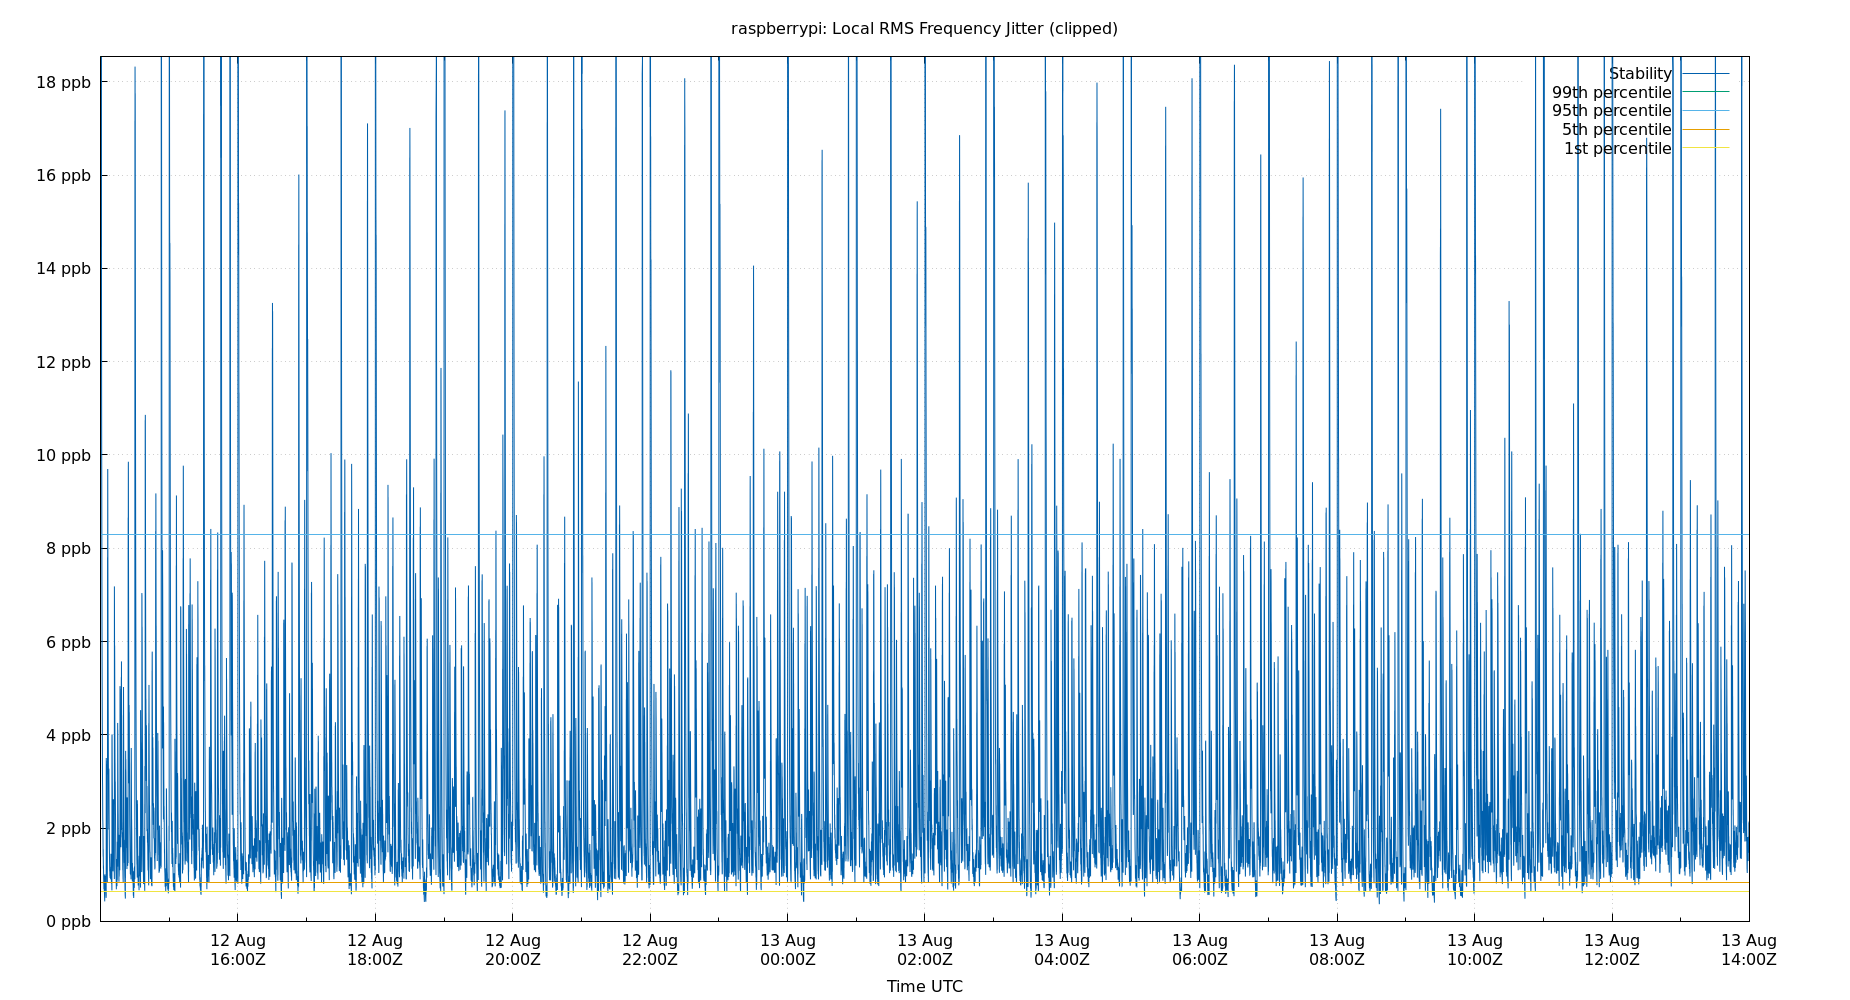 raspberrypi: Local RMS Frequency Jitter (clipped)
18 ppb
16 ppb
14 ppb
12 ppb
10 ppb
8 ppb
6 ppb
4 ppb
2 ppb
0 ppb
Stability
99th percentile
95th percentile
5th percentile
1st percentile
12 Aug 12 Aug 12 Aug 12 Aug 13 Aug 13 Aug 13 Aug 13 Aug 13 Aug 13 Aug 13 Aug 13 Aug
16:00Z 18:00Z 20:00Z 22:00Z 00:00Z 02:00Z 04:00Z 06:00Z 08:00Z 10:00Z 12:00Z 14:00Z
Time UTC